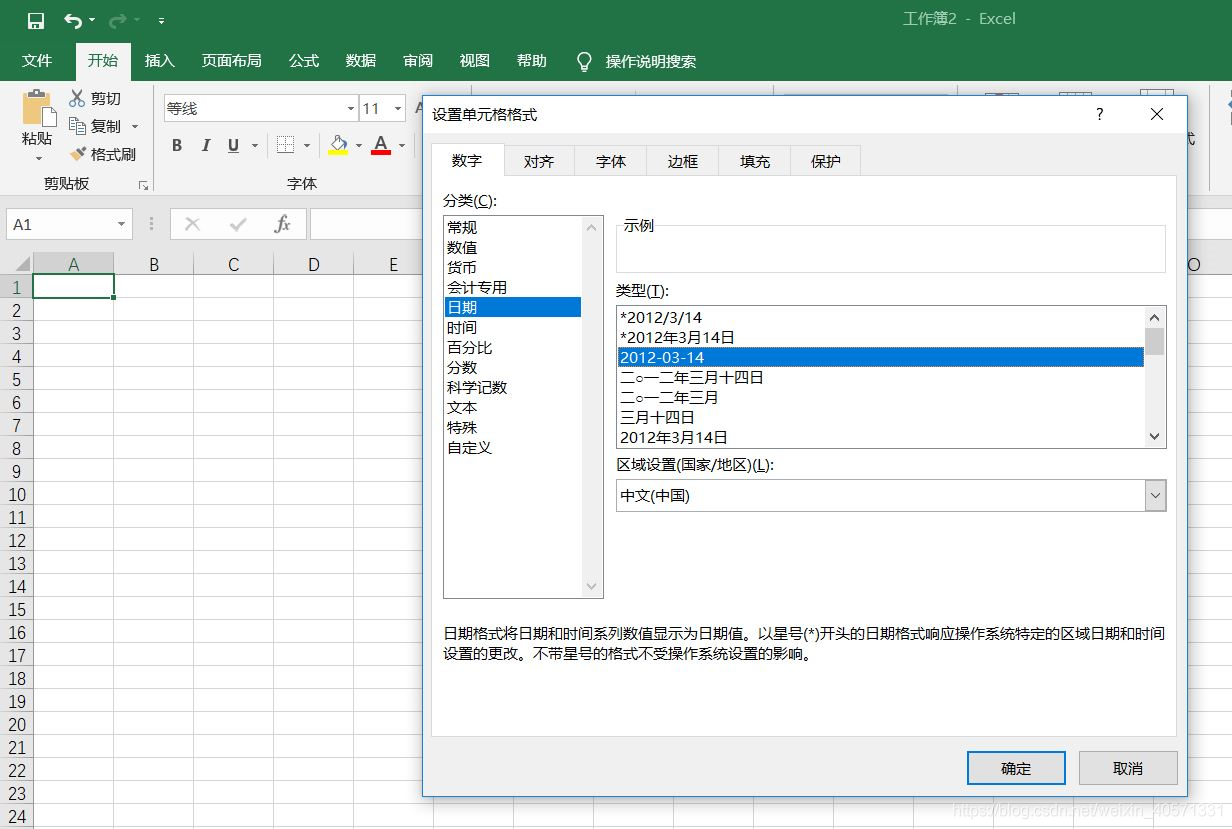 工作簿2 - Excel
文件 开始 插入 页面布局 公式 数据 审阅 视图 帮助 操作说明搜索
剪切
复制
格式刷
粘贴
剪贴板
等线 11
B I U A
字体
A1
fx
A B C D E O
1
2
3
4
5
6
7
8
9
10
11
12
13
14
15
16
17
18
19
20
21
22
23
24
设置单元格格式 ?
数字 对齐 字体 边框 填充 保护
分类(C):
常规
数值
货币
会计专用
日期
时间
百分比
分数
科学记数
文本
特殊
自定义
示例
类型(T):
*2012/3/14
*2012年3月14日
2012-03-14
二○一二年三月十四日
二○一二年三月
三月十四日
2012年3月14日
区域设置(国家/地区)(L):
中文(中国)
日期格式将日期和时间系列数值显示为日期值。以星号(*)开头的日期格式响应操作系统特定的区域日期和时间
设置的更改。不带星号的格式不受操作系统设置的影响。
确定 取消
https://blog.csdn.net/weixin_40571331